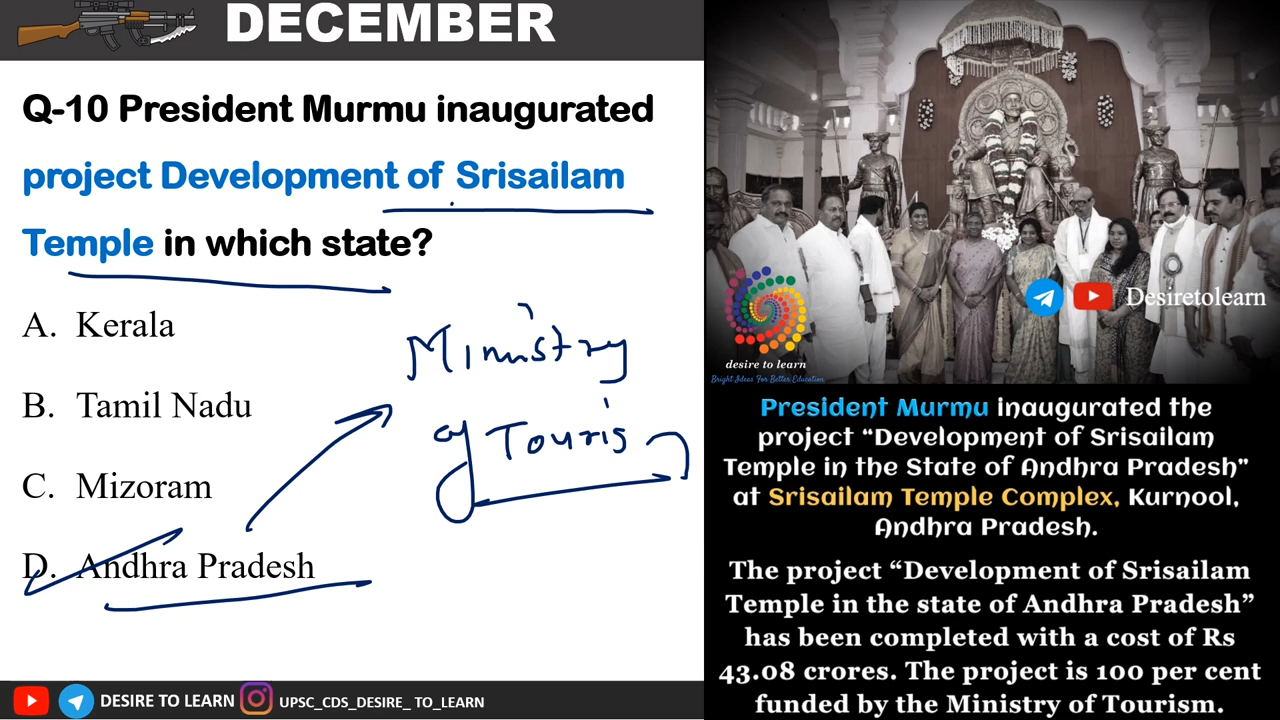 DECEMBER
Q-10 President Murmu inaugurated
project Development of Srisailam
Temple in which state?
A. Kerala
B. Tamil Nadu
C. Mizoram
D. Andhra Pradesh
Ministry
of Touris
DESIRE TO LEARN
UPSC_CDS_DESIRE_ TO_LEARN
Desiretolearn
desire to learn
Bright Ideas For Better Education
President Murmu inaugurated the
project “Development of Srisailam
Temple in the State of Andhra Pradesh”
at Srisailam Temple Complex, Kurnool,
Andhra Pradesh.
The project “Development of Srisailam
Temple in the state of Andhra Pradesh”
has been completed with a cost of Rs
43.08 crores. The project is 100 per cent
funded by the Ministry of Tourism.